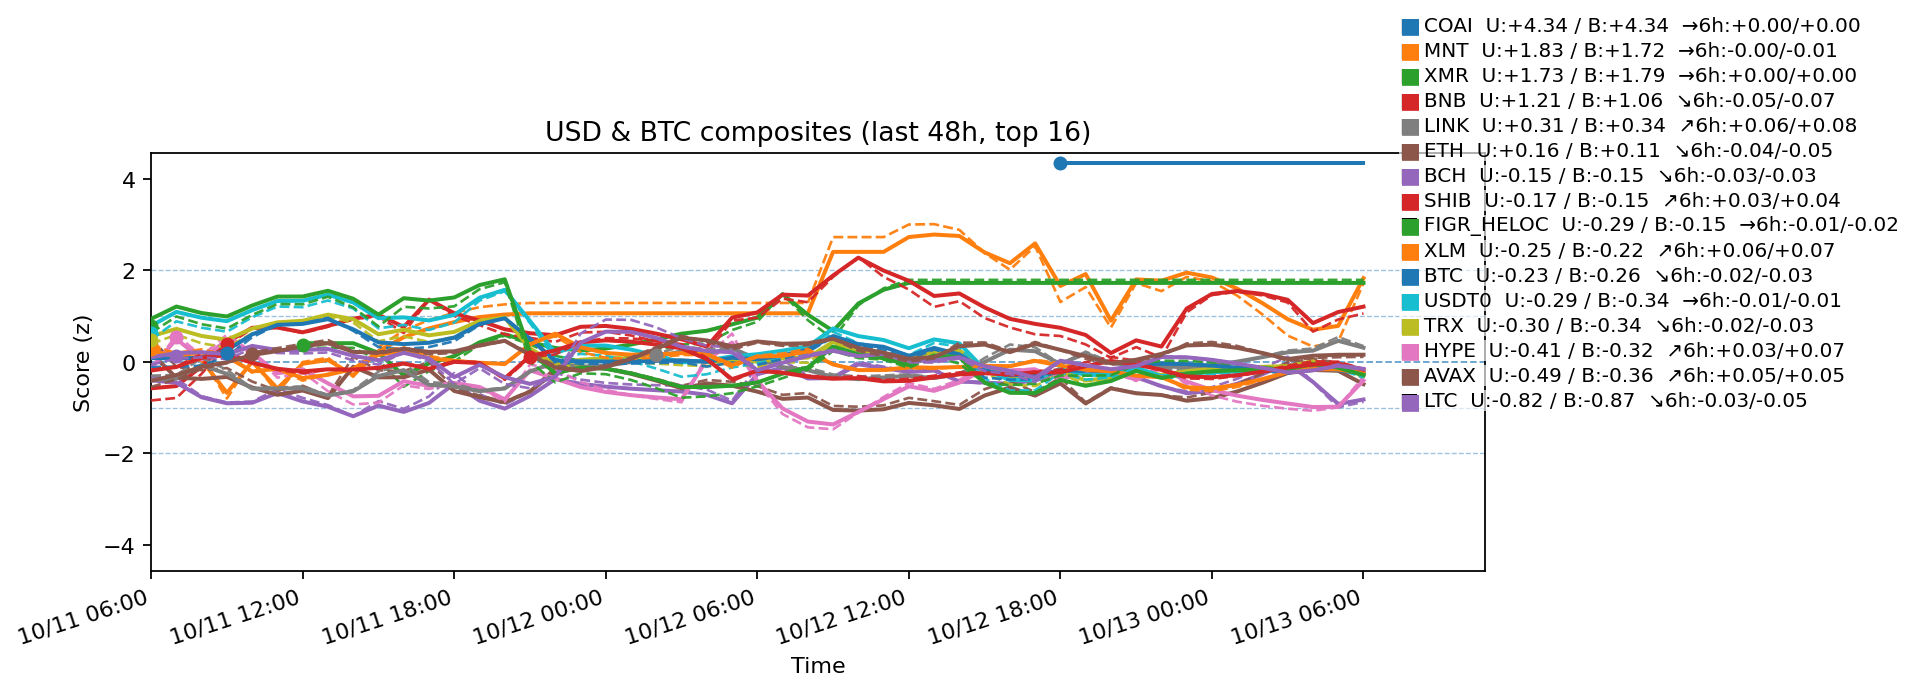 COAI  U:+4.34 / B:+4.34  →6h:+0.00/+0.00
MNT  U:+1.83 / B:+1.72  →6h:-0.00/-0.01
XMR  U:+1.73 / B:+1.79  →6h:+0.00/+0.00
BNB  U:+1.21 / B:+1.06  ↘6h:-0.05/-0.07
LINK  U:+0.31 / B:+0.34  ↗6h:+0.06/+0.08
ETH  U:+0.16 / B:+0.11  ↘6h:-0.04/-0.05
BCH  U:-0.15 / B:-0.15  ↘6h:-0.03/-0.03
SHIB  U:-0.17 / B:-0.15  ↗6h:+0.03/+0.04
FIGR_HELOC  U:-0.29 / B:-0.15  →6h:-0.01/-0.02
XLM  U:-0.25 / B:-0.22  ↗6h:+0.06/+0.07
BTC  U:-0.23 / B:-0.26  ↘6h:-0.02/-0.03
USDT0  U:-0.29 / B:-0.34  →6h:-0.01/-0.01
TRX  U:-0.30 / B:-0.34  ↘6h:-0.02/-0.03
HYPE  U:-0.41 / B:-0.32  ↗6h:+0.03/+0.07
AVAX  U:-0.49 / B:-0.36  ↗6h:+0.05/+0.05
LTC  U:-0.82 / B:-0.87  ↘6h:-0.03/-0.05
USD & BTC composites (last 48h, top 16)
Score (z)
4
2
0
−2
−4
10/11 06:00
10/11 12:00
10/11 18:00
10/12 00:00
10/12 06:00
10/12 12:00
10/12 18:00
10/13 00:00
10/13 06:00
Time